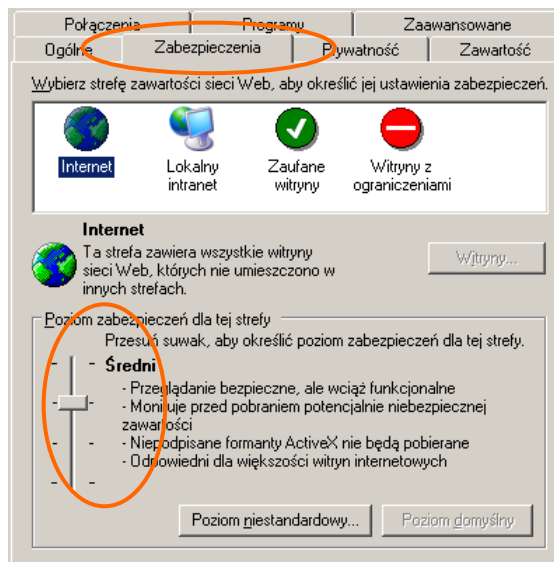 Połączenia Programy Zaawansowane
Ogólne Zabezpieczenia Prywatność Zawartość
Wybierz strefę zawartości sieci Web, aby określić jej ustawienia zabezpieczeń.
Internet Lokalny intranet Zaufane witryny Witryny z ograniczeniami
Internet
Ta strefa zawiera wszystkie witryny
sieci Web, których nie umieszczono w
innych strefach.
Witryny...
Poziom zabezpieczeń dla tej strefy
Przesuń suwak, aby określić poziom zabezpieczeń dla tej strefy.
Średni
- Przeglądanie bezpieczne, ale wciąż funkcjonalne
- Monituje przed pobraniem potencjalnie niebezpiecznej
zawartości
- Niepodpisane formanty ActiveX nie będą pobierane
- Odpowiedni dla większości witryn internetowych
Poziom niestandardowy... Poziom domyślny